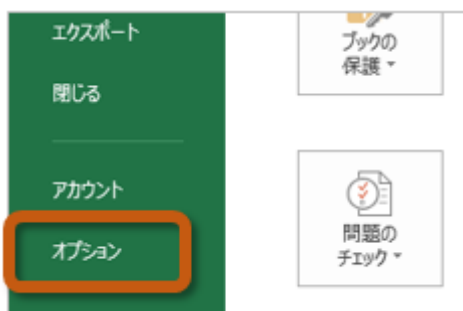 エクスポート
閉じる
アカウント
オプション
ブックの
保護
問題の
チェック